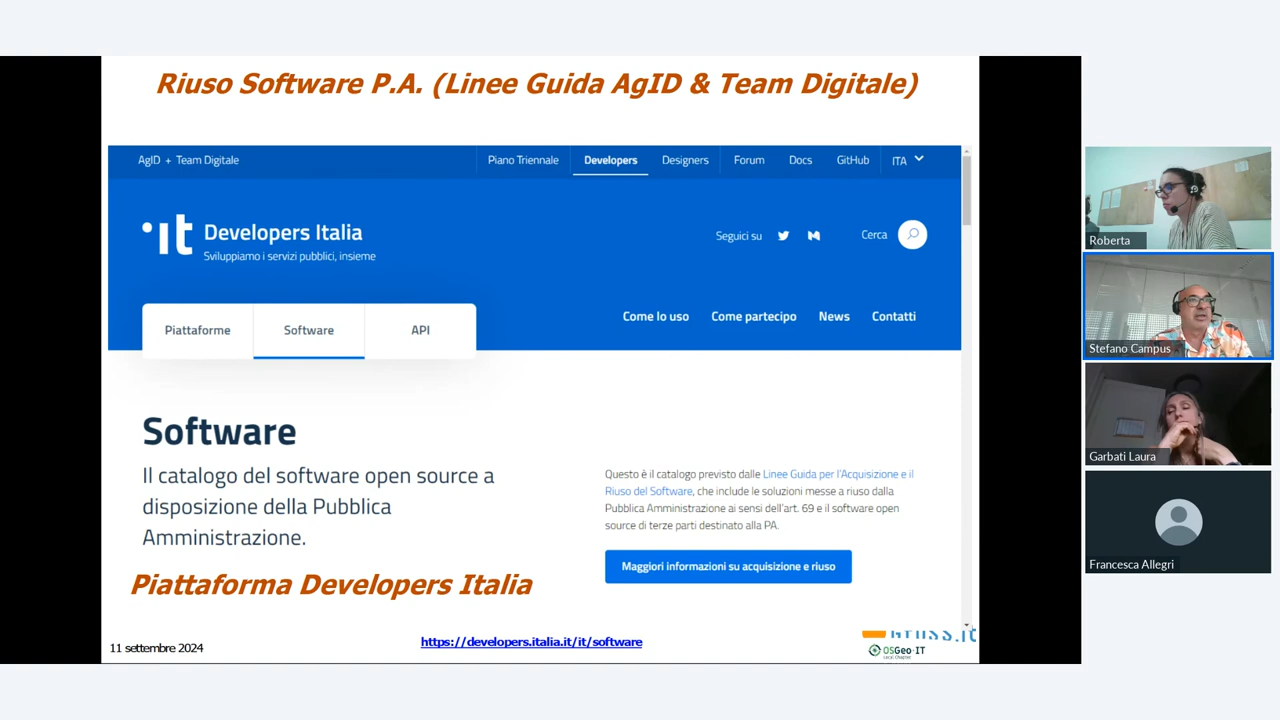 Riuso Software P.A. (Linee Guida AgID & Team Digitale)
AgID + Team Digitale
Piano Triennale
Developers
Designers
Forum
Docs
GitHub
ITA
Developers Italia
Sviluppiamo i servizi pubblici, insieme
Seguici su
Cerca
Piattaforme
Software
API
Come lo uso
Come partecipo
News
Contatti
Software
Il catalogo del software open source a
disposizione della Pubblica
Amministrazione.
Questo è il catalogo previsto dalle Linee Guida per l'Acquisizione e il
Riuso del Software, che include le soluzioni messe a riuso dalla
Pubblica Amministrazione ai sensi dell'art. 69 e il software open
source di terze parti destinato alla PA.
Maggiori informazioni su acquisizione e riuso
Piattaforma Developers Italia
11 settembre 2024
https://developers.italia.it/it/software
OSGeo·IT
Roberta
Stefano Campus
Garbati Laura
Francesca Allegri